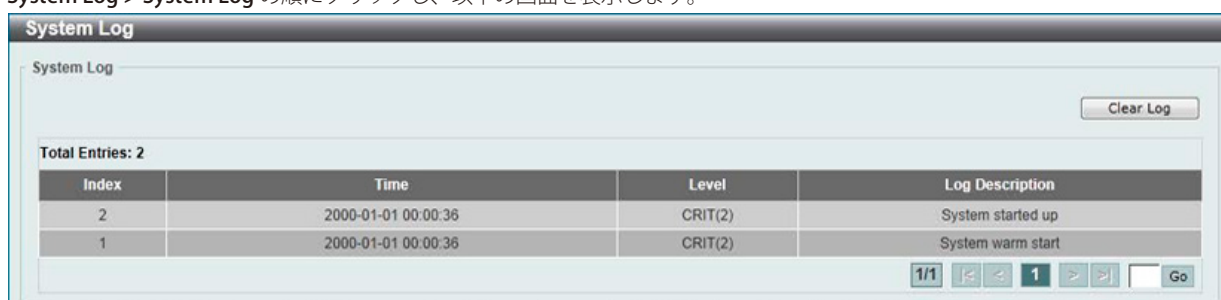 System Log > System Log の順にクリックし、以下の画面を表示します。
System Log
System Log
Clear Log
Total Entries: 2
Index Time Level Log Description
2 2000-01-01 00:00:36 CRIT(2) System started up
1 2000-01-01 00:00:36 CRIT(2) System warm start
1/1 |< < 1 > >| Go